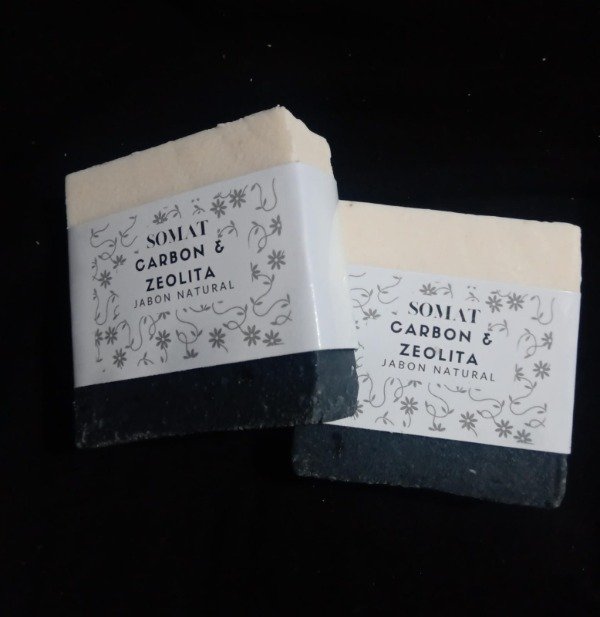 SOMAT
CARBON &
ZEOLITA
JABON NATURAL
SOMAT
CARBON &
ZEOLITA
JABON NATURAL